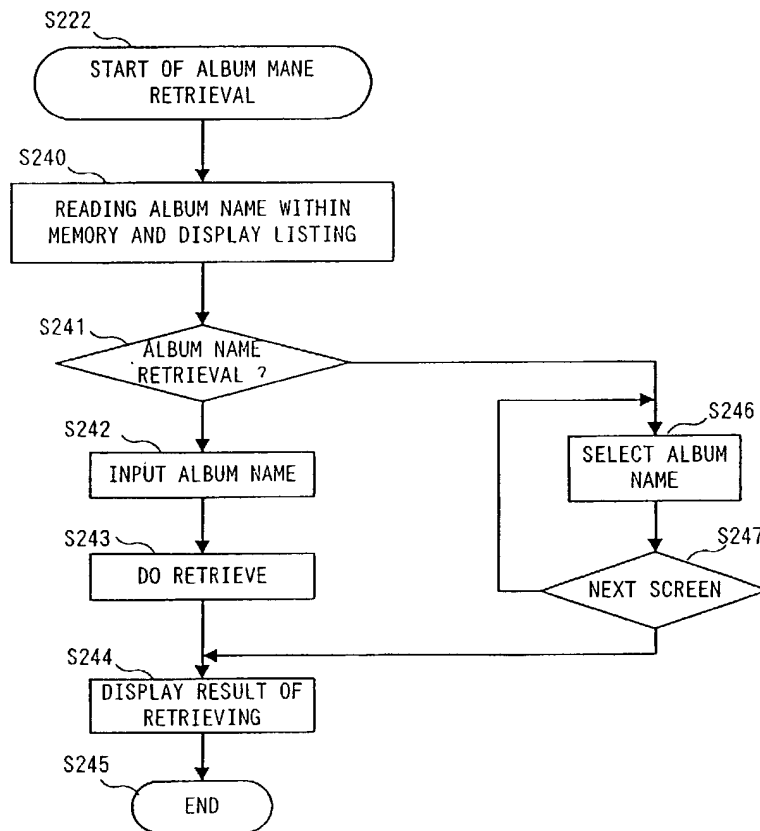 S222
START OF ALBUM MANE
RETRIEVAL
S240
READING ALBUM NAME WITHIN
MEMORY AND DISPLAY LISTING
S241
ALBUM NAME
RETRIEVAL ?
S242
INPUT ALBUM NAME
S243
DO RETRIEVE
S246
SELECT ALBUM
NAME
S247
NEXT SCREEN
S244
DISPLAY RESULT OF
RETRIEVING
S245
END